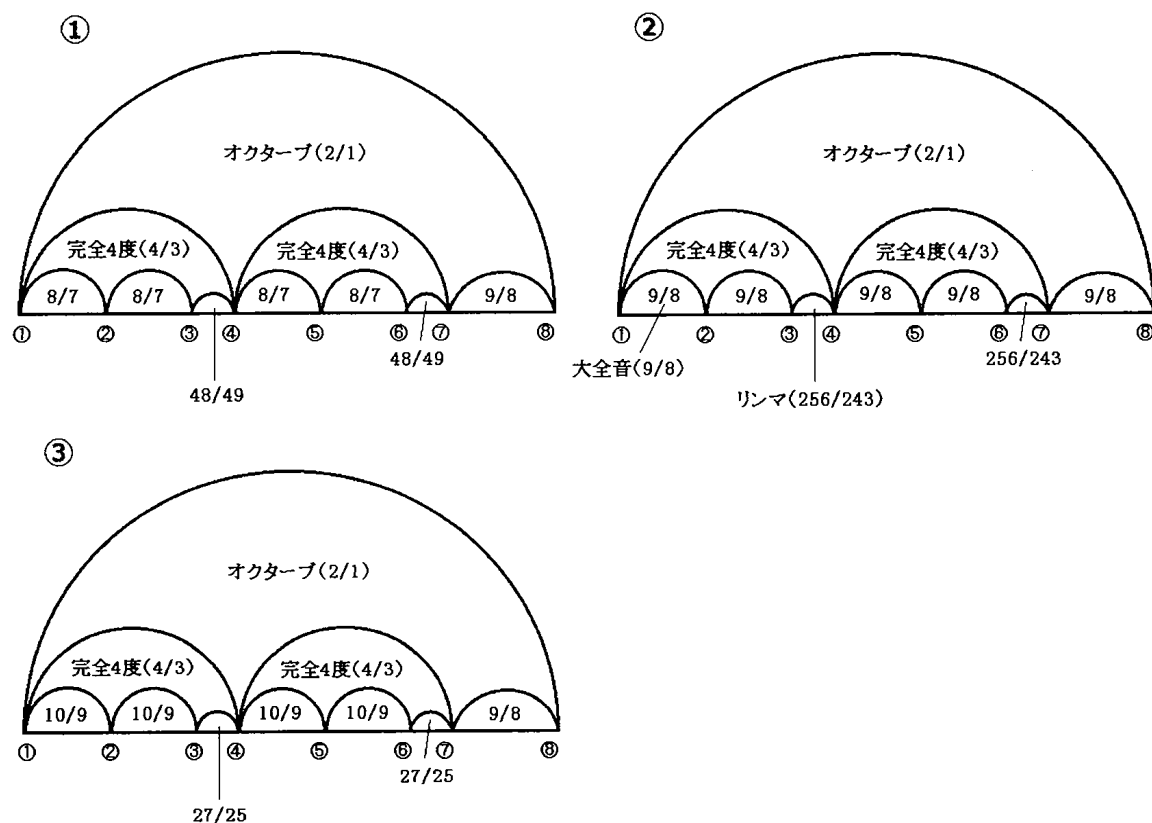 ①
オクターブ(2/1)
完全4度(4/3) 完全4度(4/3)
8/7 8/7 8/7 8/7 9/8
① ② ③ ④ ⑤ ⑥ ⑦ ⑧
48/49
48/49
②
オクターブ(2/1)
完全4度(4/3) 完全4度(4/3)
9/8 9/8 9/8 9/8 9/8
① ② ③ ④ ⑤ ⑥ ⑦ ⑧
大全音(9/8)
256/243
リンマ(256/243)
③
オクターブ(2/1)
完全4度(4/3) 完全4度(4/3)
10/9 10/9 10/9 10/9 9/8
① ② ③ ④ ⑤ ⑥ ⑦ ⑧
27/25
27/25